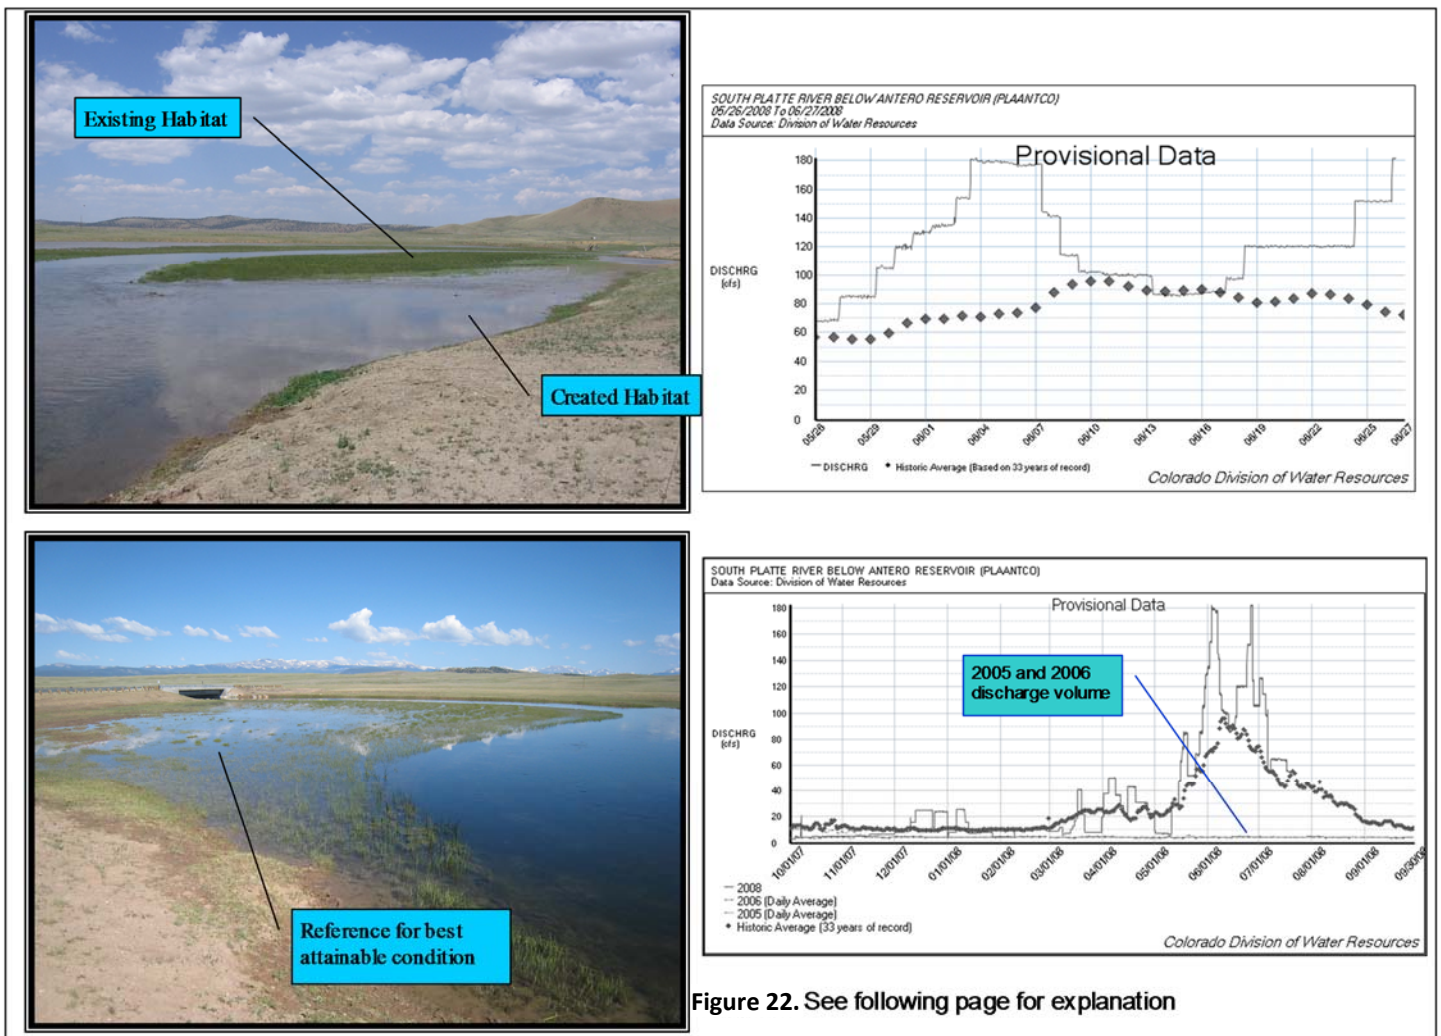 Existing Habitat
Created Habitat
SOUTH PLATTE RIVER BELOW ANTERO RESERVOIR (PLAANTCO)
05/26/2008 To 06/27/2008
Data Source: Division of Water Resources
Provisional Data
180
160
140
120
100
80
60
40
20
0
DISCHRG
(cfs)
05/26
05/29
06/01
06/04
06/07
06/10
06/13
06/16
06/19
06/22
06/25
06/27
DISCHRG
Historic Average (Based on 33 years of record)
Colorado Division of Water Resources
Reference for best
attainable condition
SOUTH PLATTE RIVER BELOW ANTERO RESERVOIR (PLAANTCO)
Data Source: Division of Water Resources
Provisional Data
180
160
140
120
100
80
60
40
20
0
DISCHRG
(cfs)
2005 and 2006
discharge volume
10/01/07
11/01/07
12/01/07
01/01/08
02/01/08
03/01/08
04/01/08
05/01/08
06/01/08
07/01/08
08/01/08
09/01/08
09/30/08
2008
2006 (Daily Average)
2005 (Daily Average)
Historic Average (33 years of record)
Colorado Division of Water Resources
Figure 22. See following page for explanation